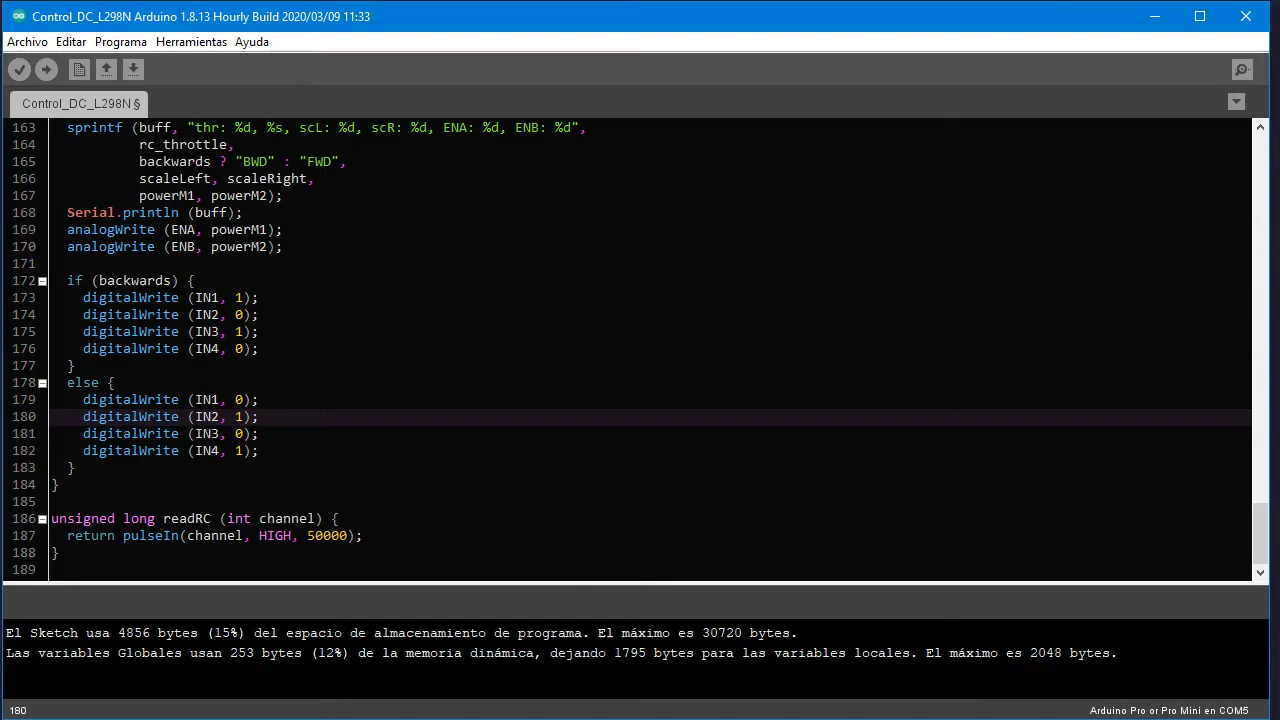 Control_DC_L298N Arduino 1.8.13 Hourly Build 2020/03/09 11:33
Archivo Editar Programa Herramientas Ayuda
Control_DC_L298N §
163 sprintf (buff, "thr: %d, %s, scL: %d, scR: %d, ENA: %d, ENB: %d",
164 rc_throttle,
165 backwards ? "BWD" : "FWD",
166 scaleLeft, scaleRight,
167 powerM1, powerM2);
168 Serial.println (buff);
169 analogWrite (ENA, powerM1);
170 analogWrite (ENB, powerM2);
171
172 if (backwards) {
173 digitalWrite (IN1, 1);
174 digitalWrite (IN2, 0);
175 digitalWrite (IN3, 1);
176 digitalWrite (IN4, 0);
177 }
178 else {
179 digitalWrite (IN1, 0);
180 digitalWrite (IN2, 1);
181 digitalWrite (IN3, 0);
182 digitalWrite (IN4, 1);
183 }
184 }
185
186 unsigned long readRC (int channel) {
187 return pulseIn(channel, HIGH, 50000);
188 }
189
El Sketch usa 4856 bytes (15%) del espacio de almacenamiento de programa. El máximo es 30720 bytes.
Las variables Globales usan 253 bytes (12%) de la memoria dinámica, dejando 1795 bytes para las variables locales. El máximo es 2048 bytes.
180 Arduino Pro or Pro Mini en COM5